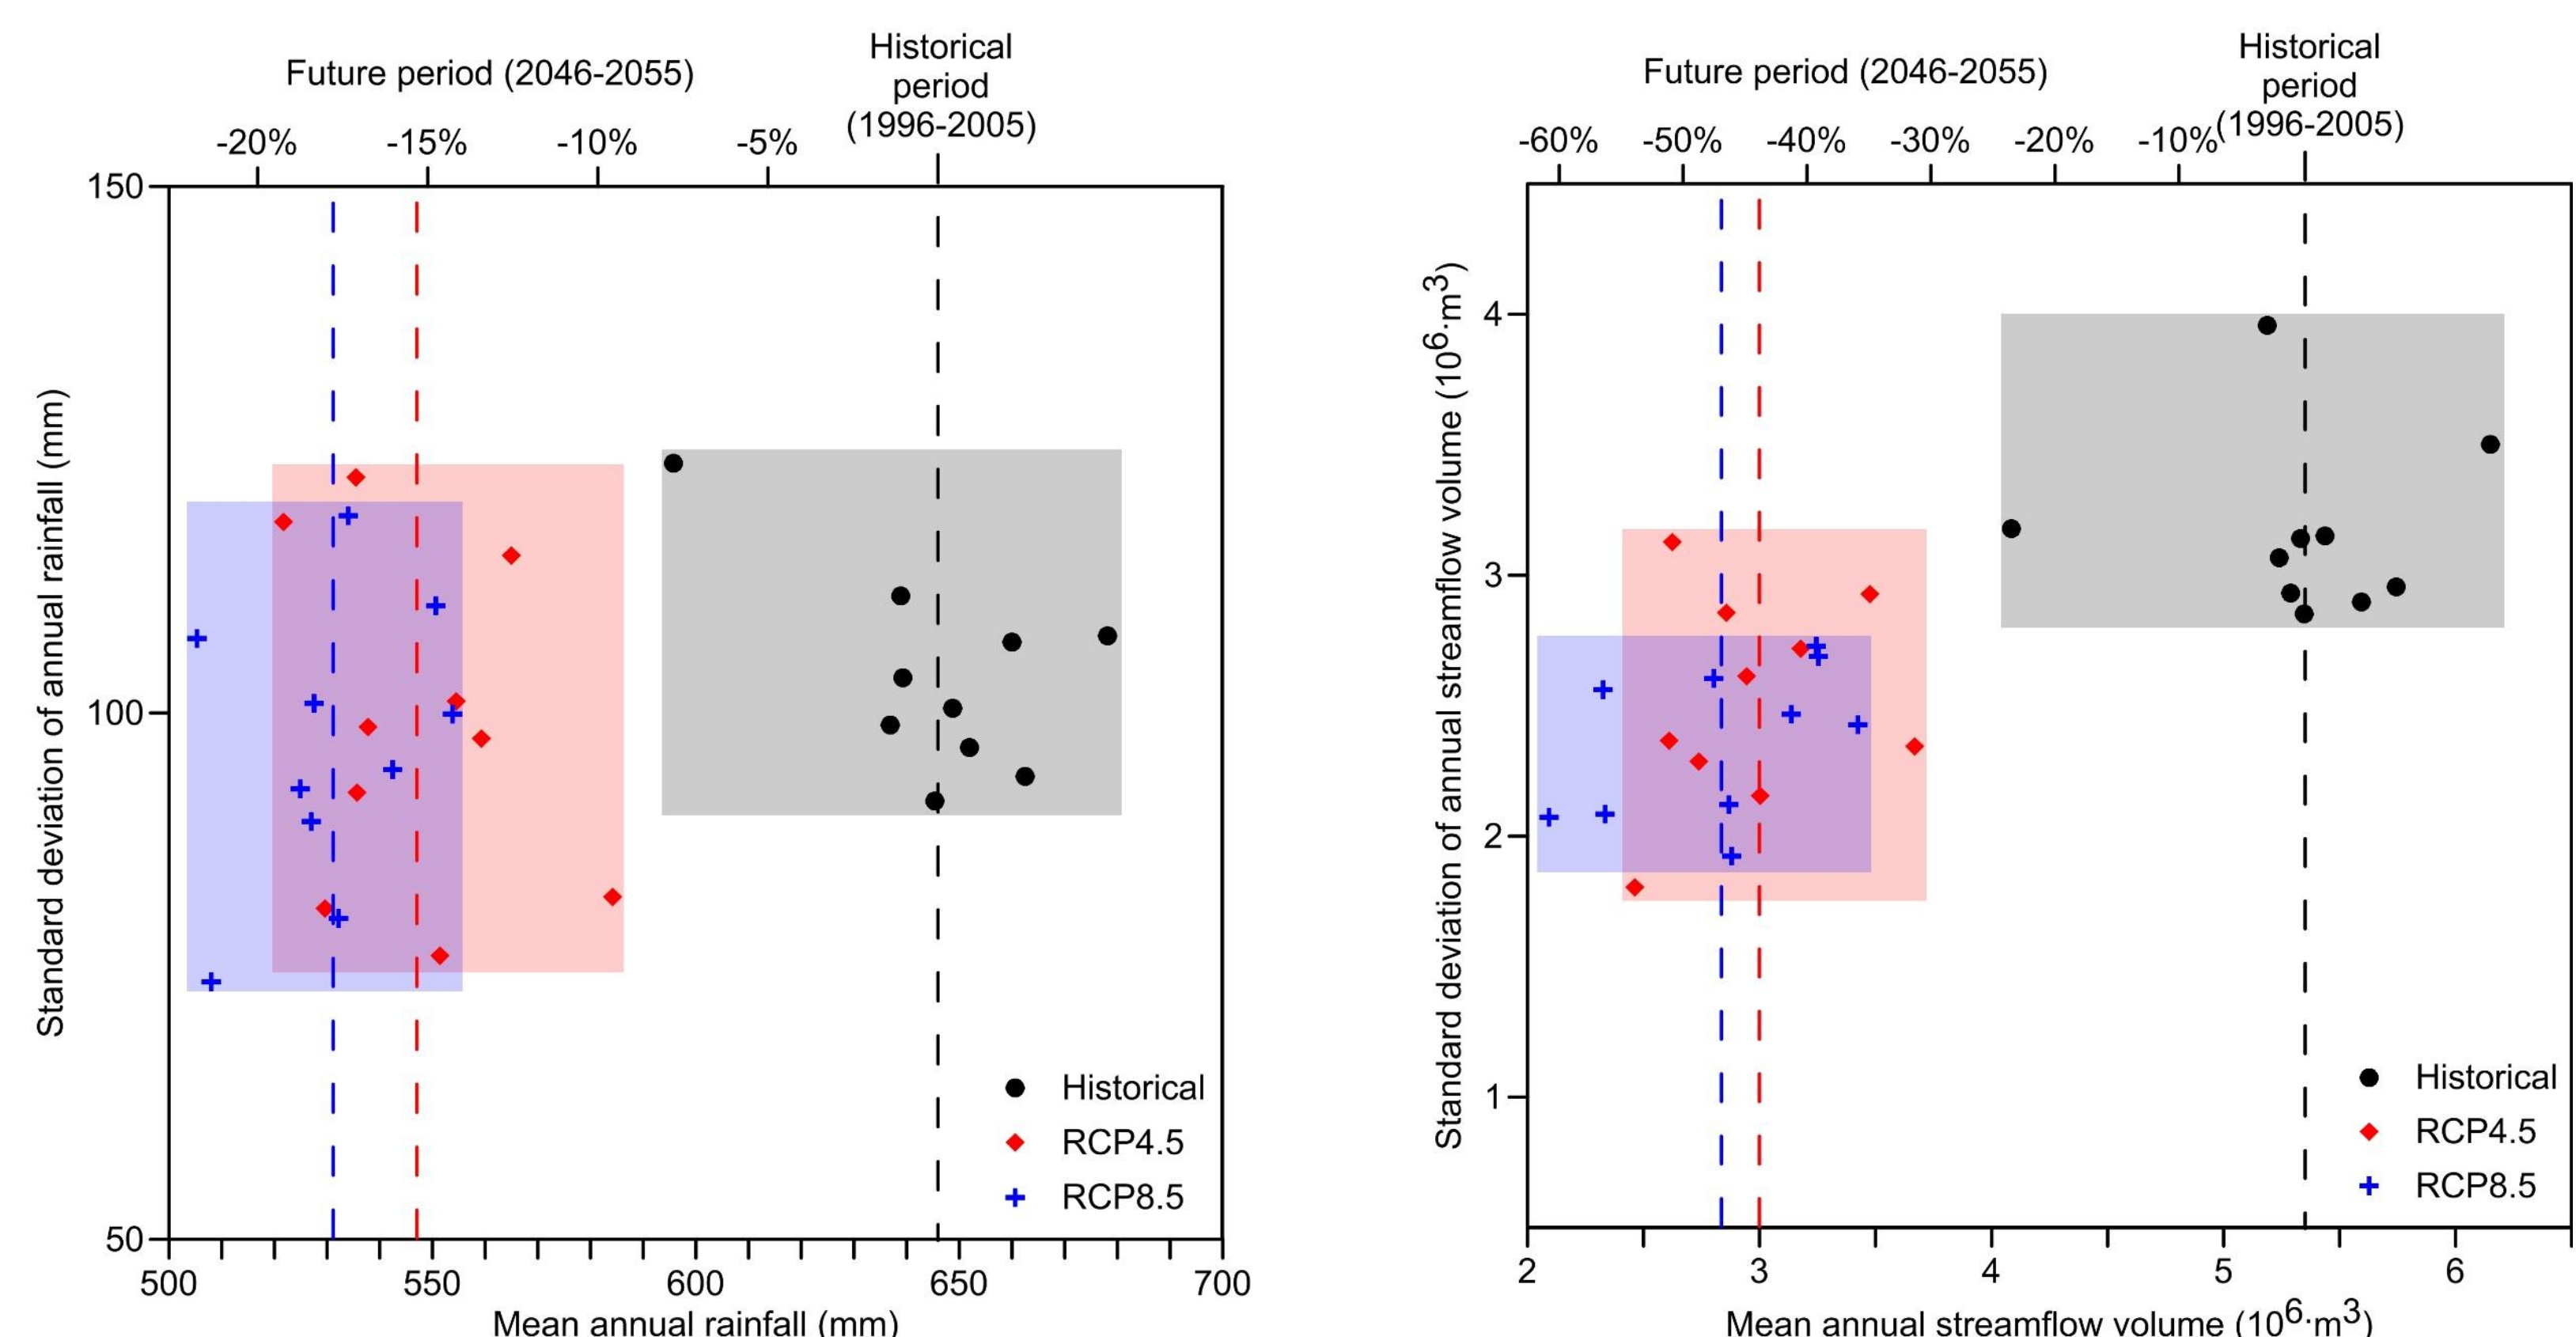 Future period (2046-2055)
Historical
period
(1996-2005)
-20% -15% -10% -5%
150
100
50
Standard deviation of annual rainfall (mm)
Historical
RCP4.5
RCP8.5
500 550 600 650 700
Mean annual rainfall (mm)
Future period (2046-2055)
Historical
period
(1996-2005)
-60% -50% -40% -30% -20% -10%
4
3
2
1
Standard deviation of annual streamflow volume (10⁶·m³)
Historical
RCP4.5
RCP8.5
2 3 4 5 6
Mean annual streamflow volume (10⁶·m³)